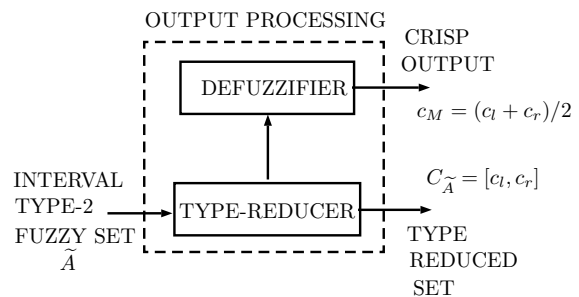 OUTPUT PROCESSING
CRISP
OUTPUT
DEFUZZIFIER
c_M = (c_l + c_r)/2
INTERVAL
TYPE-2
FUZZY SET
Ã
TYPE-REDUCER
C_Ã = [c_l, c_r]
TYPE
REDUCED
SET